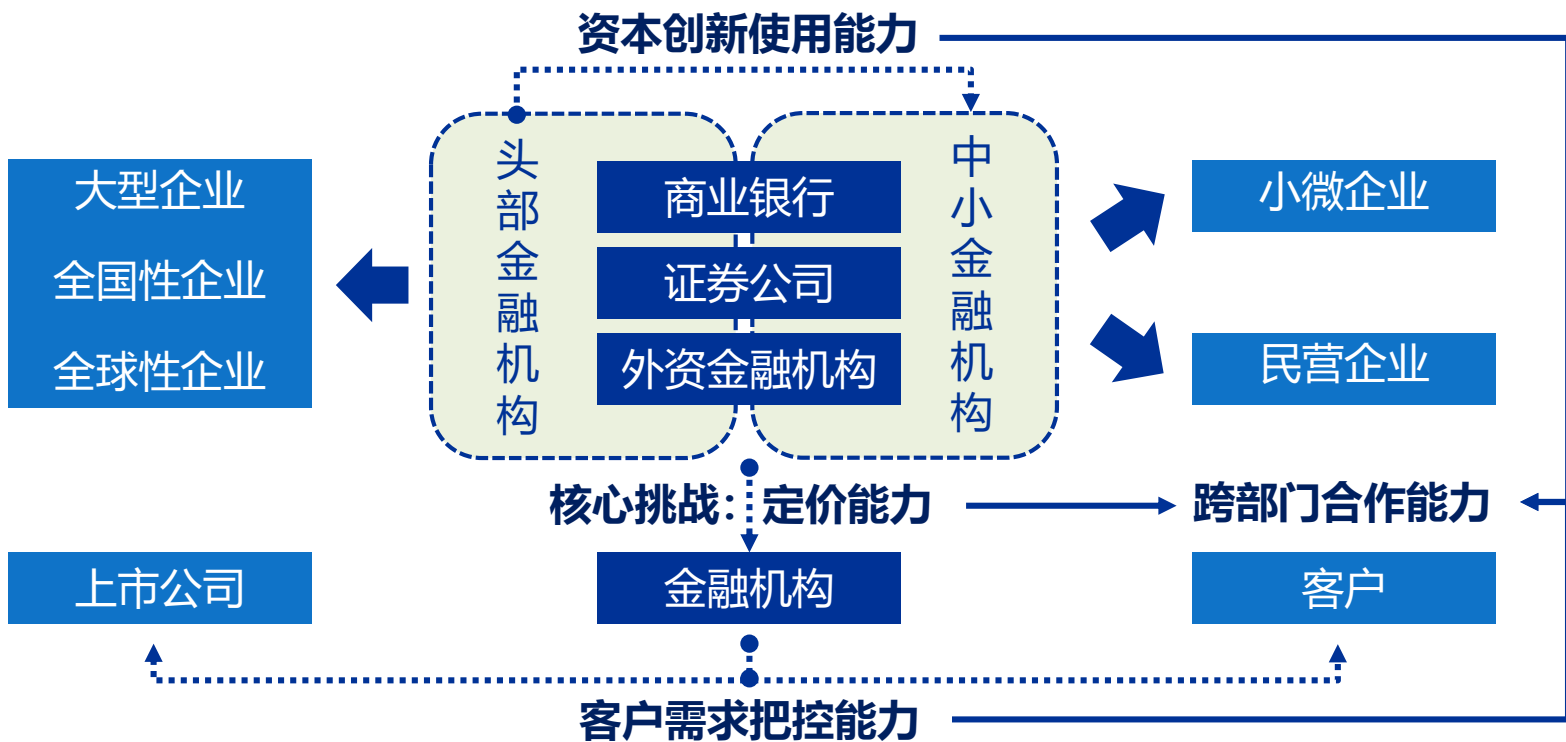 资本创新使用能力
头部金融机构
中小金融机构
大型企业
全国性企业
全球性企业
商业银行
证券公司
外资金融机构
小微企业
民营企业
核心挑战：定价能力
跨部门合作能力
上市公司
金融机构
客户
客户需求把控能力